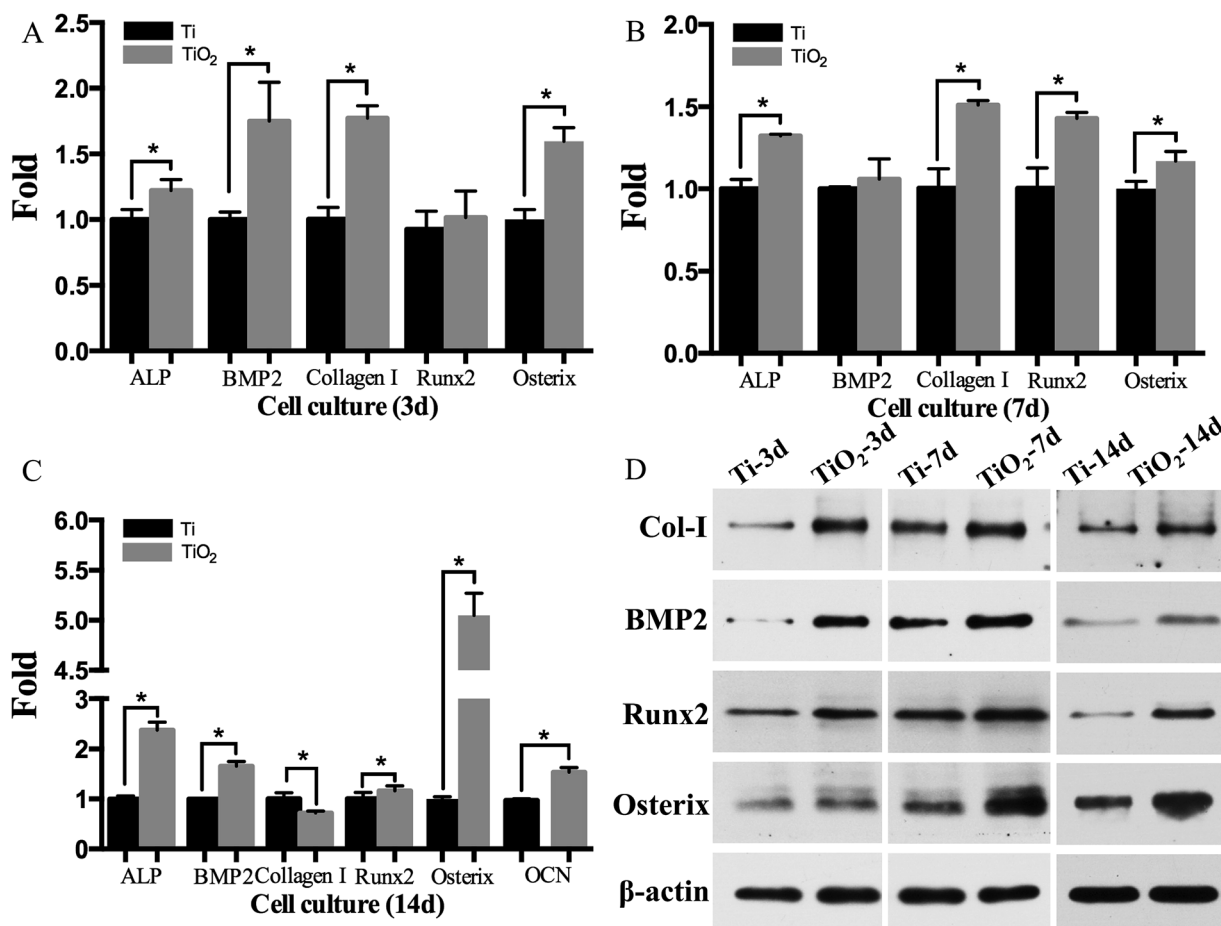 A
2.5
2.0
1.5
1.0
0.5
0.0
Fold
Ti
TiO2
*
*
*
*
ALP
BMP2
Collagen I
Runx2
Osterix
Cell culture (3d)
B
2.0
1.5
1.0
0.5
0.0
Fold
Ti
TiO2
*
*
*
*
ALP
BMP2
Collagen I
Runx2
Osterix
Cell culture (7d)
C
6.0
5.5
5.0
4.5
3
2
1
0
Fold
Ti
TiO2
*
*
*
*
*
*
ALP
BMP2
Collagen I
Runx2
Osterix
OCN
Cell culture (14d)
D
Ti-3d
TiO2-3d
Ti-7d
TiO2-7d
Ti-14d
TiO2-14d
Col-I
BMP2
Runx2
Osterix
β-actin